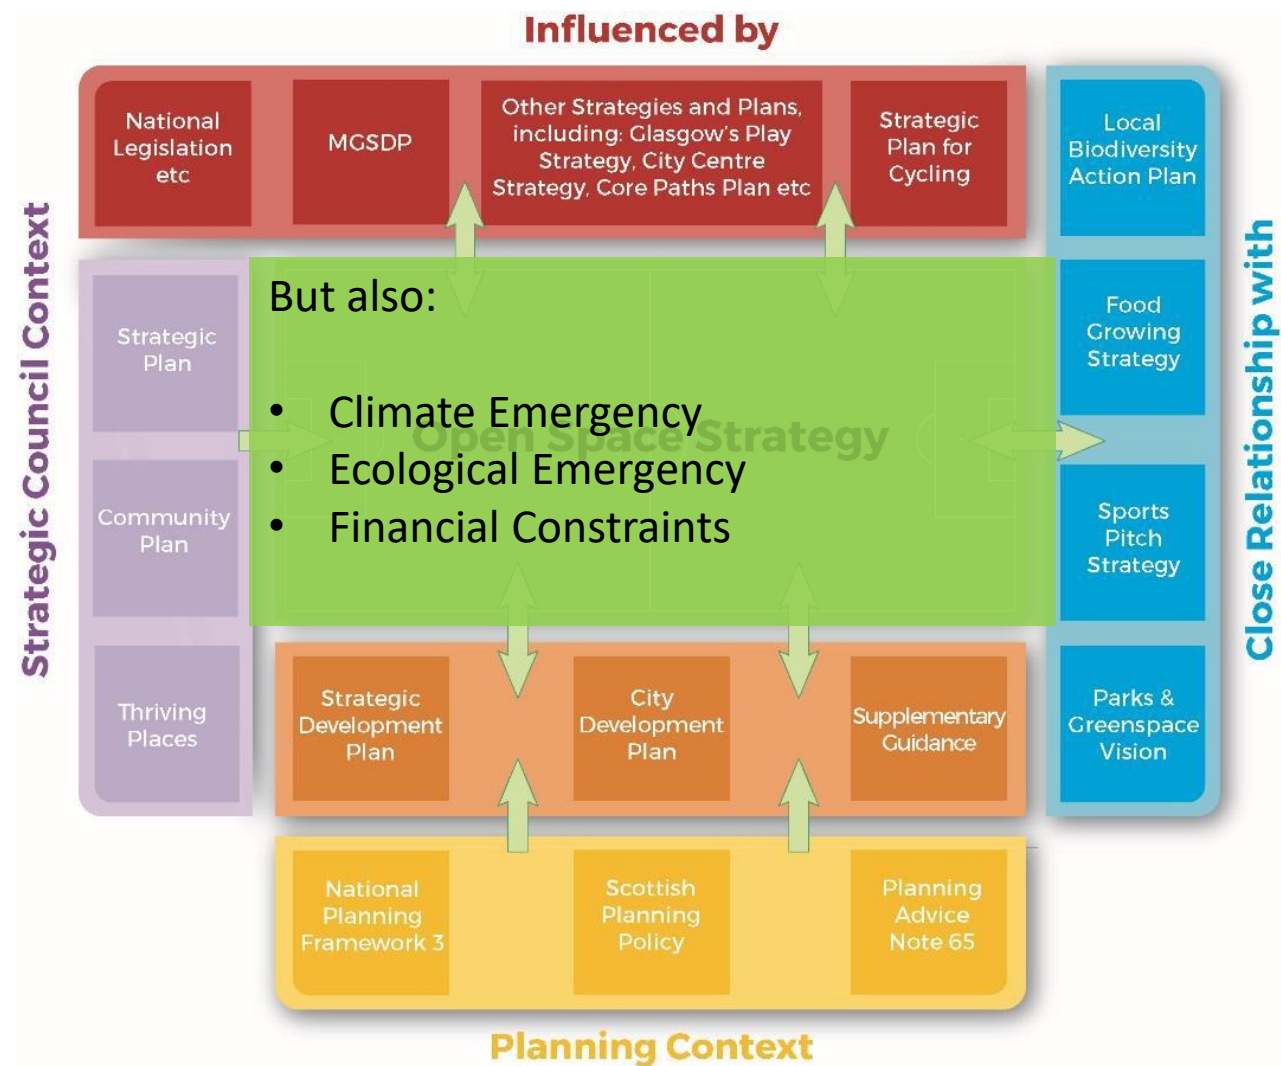 Influenced by
National
Legislation
etc
MGSDP
Other Strategies and Plans,
including: Glasgow's Play
Strategy, City Centre
Strategy, Core Paths Plan etc
Strategic
Plan for
Cycling
Local
Biodiversity
Action Plan
Food
Growing
Strategy
Sports
Pitch
Strategy
Parks &
Greenspace
Vision
Close Relationship with
Strategic Council Context
Strategic
Plan
Community
Plan
Thriving
Places
But also:
• Climate Emergency
Open Space Strategy
• Ecological Emergency
• Financial Constraints
Strategic
Development
Plan
City
Development
Plan
Supplementary
Guidance
National
Planning
Framework 3
Scottish
Planning
Policy
Planning
Advice
Note 65
Planning Context